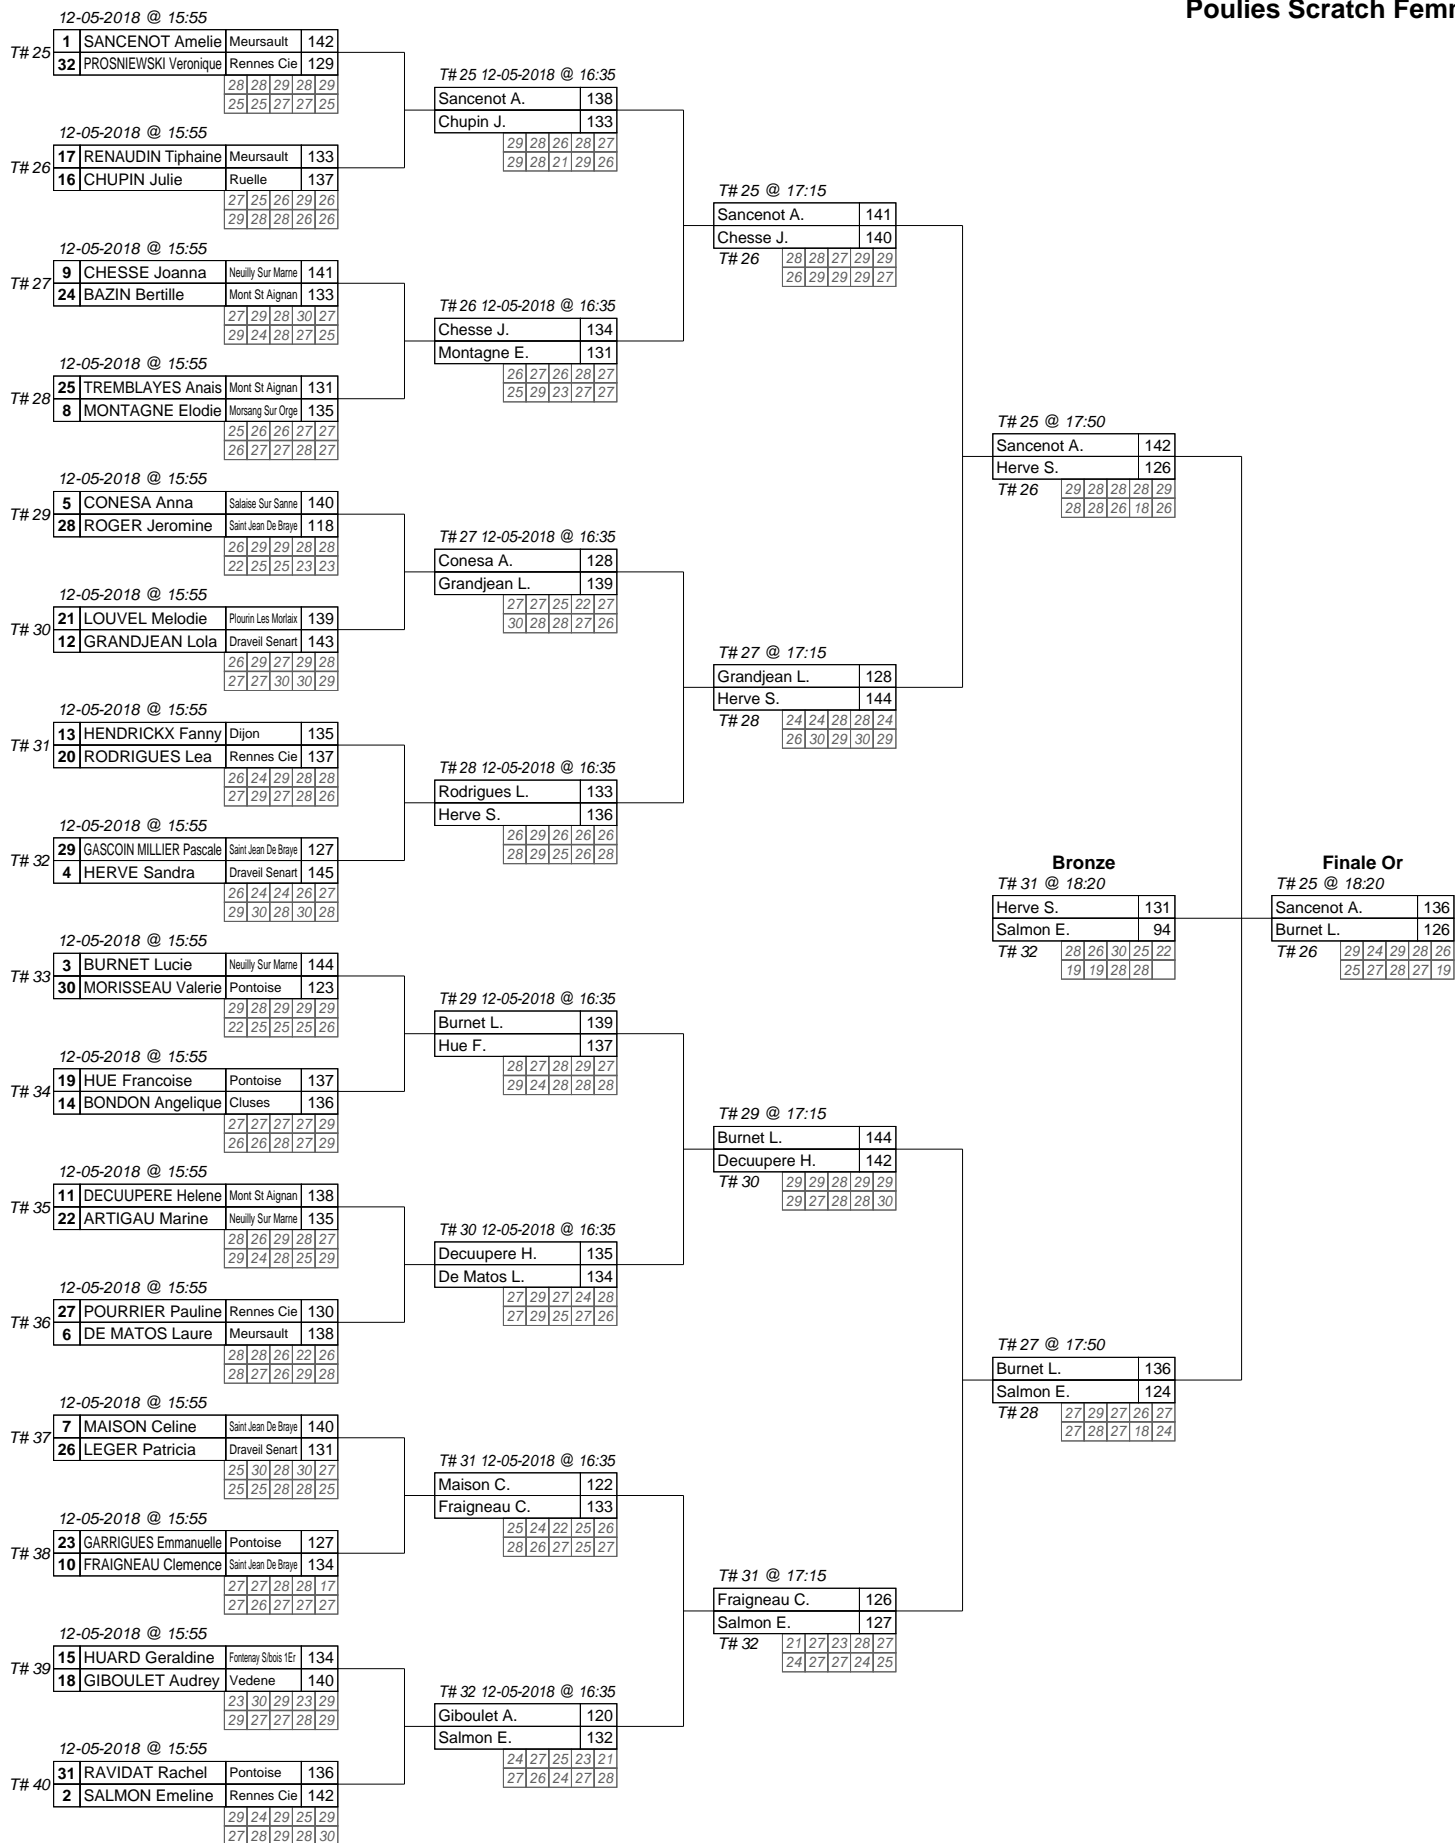 Poulies Scratch Fem
12-05-2018 @ 15:55
T# 25
1 SANCENOT Amelie Meursault 142
32 PROSNIEWSKI Veronique Rennes Cie 129
28 28 29 28 29
25 25 27 27 25
12-05-2018 @ 15:55
T# 26
17 RENAUDIN Tiphaine Meursault 133
16 CHUPIN Julie Ruelle 137
27 25 26 29 26
29 28 28 26 26
12-05-2018 @ 15:55
T# 27
9 CHESSE Joanna Neuilly Sur Marne 141
24 BAZIN Bertille Mont St Aignan 133
27 29 28 30 27
29 24 28 27 25
12-05-2018 @ 15:55
T# 28
25 TREMBLAYES Anais Mont St Aignan 131
8 MONTAGNE Elodie Morsang Sur Orge 135
25 26 26 27 27
26 27 27 28 27
12-05-2018 @ 15:55
T# 29
5 CONESA Anna Salaise Sur Sanne 140
28 ROGER Jeromine Saint Jean De Braye 118
26 29 29 28 28
22 25 25 23 23
12-05-2018 @ 15:55
T# 30
21 LOUVEL Melodie Plourin Les Morlaix 139
12 GRANDJEAN Lola Draveil Senart 143
26 29 27 29 28
27 27 30 30 29
12-05-2018 @ 15:55
T# 31
13 HENDRICKX Fanny Dijon 135
20 RODRIGUES Lea Rennes Cie 137
26 24 29 28 28
27 29 27 28 26
12-05-2018 @ 15:55
T# 32
29 GASCOIN MILLIER Pascale Saint Jean De Braye 127
4 HERVE Sandra Draveil Senart 145
26 24 24 26 27
29 30 28 30 28
12-05-2018 @ 15:55
T# 33
3 BURNET Lucie Neuilly Sur Marne 144
30 MORISSEAU Valerie Pontoise 123
29 28 29 29 29
22 25 25 25 26
12-05-2018 @ 15:55
T# 34
19 HUE Francoise Pontoise 137
14 BONDON Angelique Cluses 136
27 27 27 27 29
26 26 28 27 29
12-05-2018 @ 15:55
T# 35
11 DECUUPERE Helene Mont St Aignan 138
22 ARTIGAU Marine Neuilly Sur Marne 135
28 26 29 28 27
29 24 28 25 29
12-05-2018 @ 15:55
T# 36
27 POURRIER Pauline Rennes Cie 130
6 DE MATOS Laure Meursault 138
28 28 26 22 26
28 27 26 29 28
12-05-2018 @ 15:55
T# 37
7 MAISON Celine Saint Jean De Braye 140
26 LEGER Patricia Draveil Senart 131
25 30 28 30 27
25 25 28 28 25
12-05-2018 @ 15:55
T# 38
23 GARRIGUES Emmanuelle Pontoise 127
10 FRAIGNEAU Clemence Saint Jean De Braye 134
27 27 28 28 17
27 26 27 27 27
12-05-2018 @ 15:55
T# 39
15 HUARD Geraldine Fontenay S/bois 1Er 134
18 GIBOULET Audrey Vedene 140
23 30 29 23 29
29 27 27 28 29
12-05-2018 @ 15:55
T# 40
31 RAVIDAT Rachel Pontoise 136
2 SALMON Emeline Rennes Cie 142
29 24 29 25 29
27 28 29 28 30
T# 25 12-05-2018 @ 16:35
Sancenot A. 138
Chupin J. 133
29 28 26 28 27
29 28 21 29 26
T# 26 12-05-2018 @ 16:35
Chesse J. 134
Montagne E. 131
26 27 26 28 27
25 29 23 27 27
T# 27 12-05-2018 @ 16:35
Conesa A. 128
Grandjean L. 139
27 27 25 22 27
30 28 28 27 26
T# 28 12-05-2018 @ 16:35
Rodrigues L. 133
Herve S. 136
26 29 26 26 26
28 29 25 26 28
T# 29 12-05-2018 @ 16:35
Burnet L. 139
Hue F. 137
28 27 28 29 27
29 24 28 28 28
T# 30 12-05-2018 @ 16:35
Decuupere H. 135
De Matos L. 134
27 29 27 24 28
27 29 25 27 26
T# 31 12-05-2018 @ 16:35
Maison C. 122
Fraigneau C. 133
25 24 22 25 26
28 26 27 25 27
T# 32 12-05-2018 @ 16:35
Giboulet A. 120
Salmon E. 132
24 27 25 23 21
27 26 24 27 28
T# 25 @ 17:15
Sancenot A. 141
Chesse J. 140
T# 26 28 28 27 29 29
26 29 29 29 27
T# 27 @ 17:15
Grandjean L. 128
Herve S. 144
T# 28 24 24 28 28 24
26 30 29 30 29
T# 29 @ 17:15
Burnet L. 144
Decuupere H. 142
T# 30 29 29 28 29 29
29 27 28 28 30
T# 31 @ 17:15
Fraigneau C. 126
Salmon E. 127
T# 32 21 27 23 28 27
24 27 27 24 25
T# 25 @ 17:50
Sancenot A. 142
Herve S. 126
T# 26 29 28 28 28 29
28 28 26 18 26
T# 27 @ 17:50
Burnet L. 136
Salmon E. 124
T# 28 27 29 27 26 27
27 28 27 18 24
Bronze
T# 31 @ 18:20
Herve S. 131
Salmon E. 94
T# 32 28 26 30 25 22
19 19 28 28
Finale Or
T# 25 @ 18:20
Sancenot A. 136
Burnet L. 126
T# 26 29 24 29 28 26
25 27 28 27 19